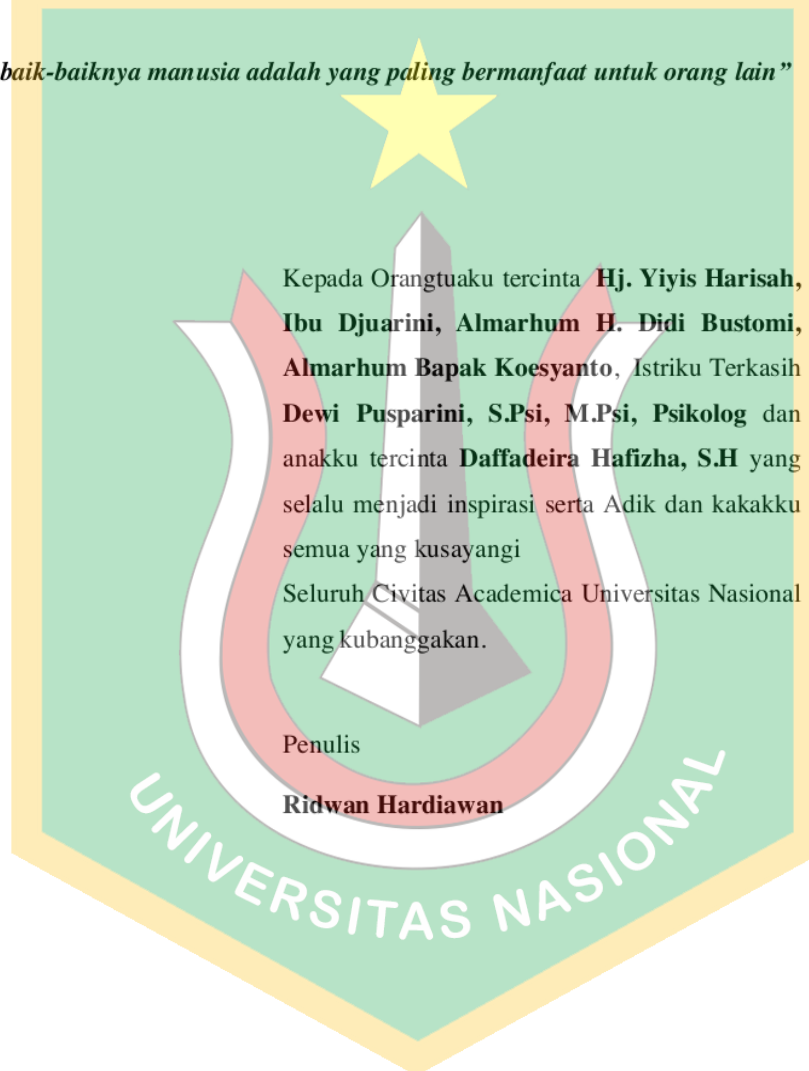 baik-baiknya manusia adalah yang paling bermanfaat untuk orang lain”
Kepada Orangtuaku tercinta Hj. Yiyis Harisah,
Ibu Djuarini, Almarhum H. Didi Bustomi,
Almarhum Bapak Koesyanto, Istriku Terkasih
Dewi Pusparini, S.Psi, M.Psi, Psikolog dan
anakku tercinta Daffadeira Hafizha, S.H yang
selalu menjadi inspirasi serta Adik dan kakakku
semua yang kusayangi
Seluruh Civitas Academica Universitas Nasional
yang kubanggakan.
Penulis
Ridwan Hardiawan
UNIVERSITAS NASIONAL